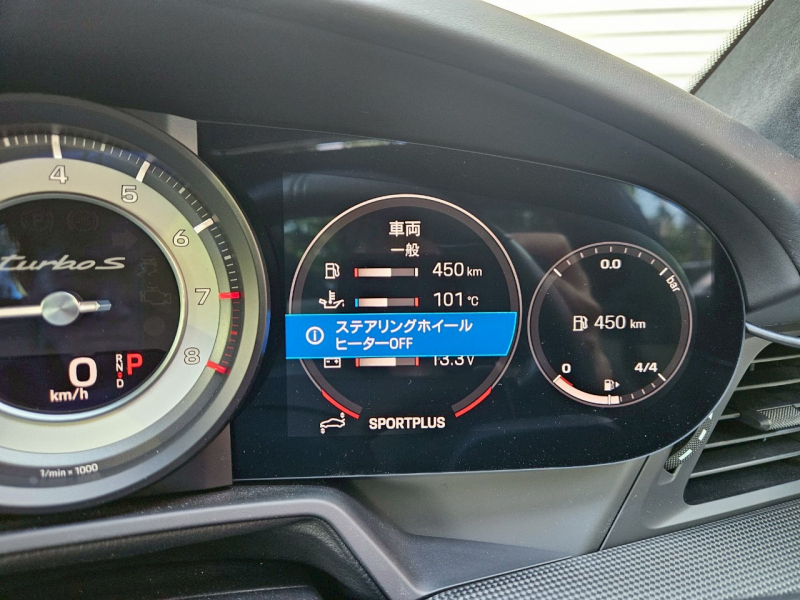 4
5
6
7
8
turbo S
0
km/h
R
N
D
P
1/min × 1000
車両
一般
450 km
101 °C
ステアリングホイール
ヒーターOFF
13.3V
SPORTPLUS
0.0
bar
450 km
0
4/4